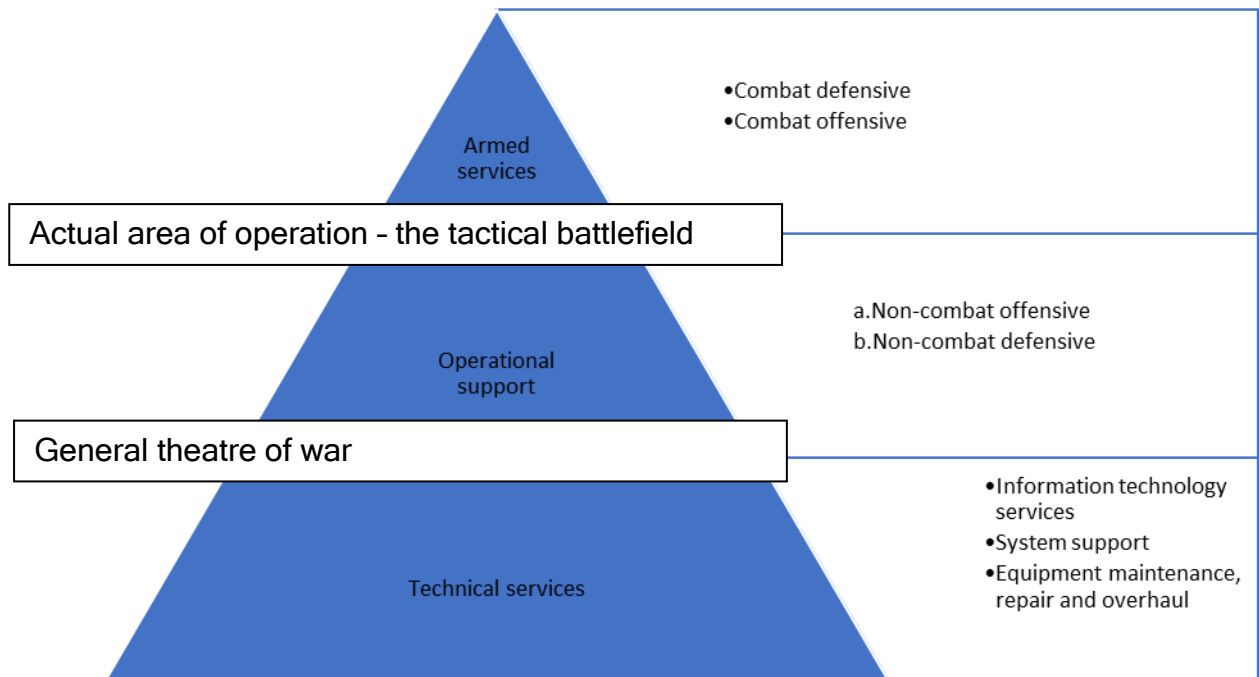 •Combat defensive
•Combat offensive
Armed
services
Actual area of operation - the tactical battlefield
a.Non-combat offensive
b.Non-combat defensive
Operational
support
General theatre of war
•Information technology
services
•System support
•Equipment maintenance,
repair and overhaul
Technical services